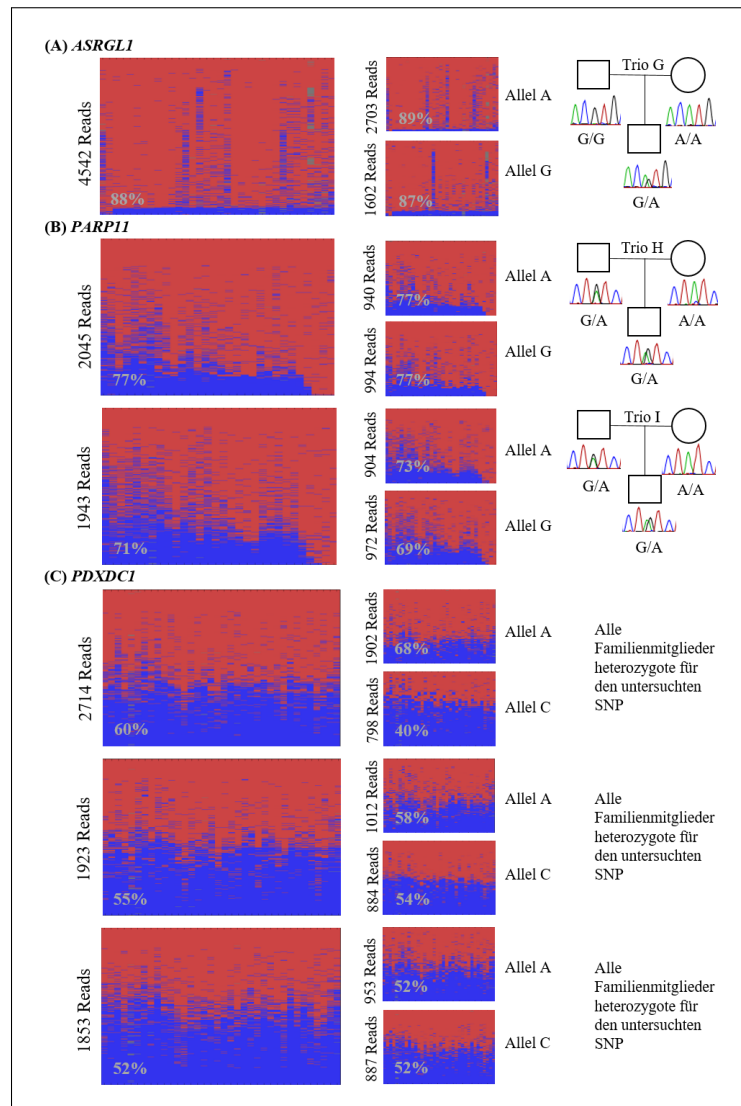 (A) ASRGL1
4542 Reads
88%
2703 Reads
89%
Allel A
1602 Reads
87%
Allel G
Trio G
G/G
A/A
G/A
(B) PARP11
2045 Reads
77%
940 Reads
77%
Allel A
994 Reads
77%
Allel G
Trio H
G/A
A/A
G/A
1943 Reads
71%
904 Reads
73%
Allel A
972 Reads
69%
Allel G
Trio I
G/A
A/A
G/A
(C) PDXDC1
2714 Reads
60%
1902 Reads
68%
Allel A
798 Reads
40%
Allel C
Alle
Familienmitglieder
heterozygote für
den untersuchten
SNP
1923 Reads
55%
1012 Reads
58%
Allel A
884 Reads
54%
Allel C
Alle
Familienmitglieder
heterozygote für
den untersuchten
SNP
1853 Reads
52%
953 Reads
52%
Allel A
887 Reads
52%
Allel C
Alle
Familienmitglieder
heterozygote für
den untersuchten
SNP